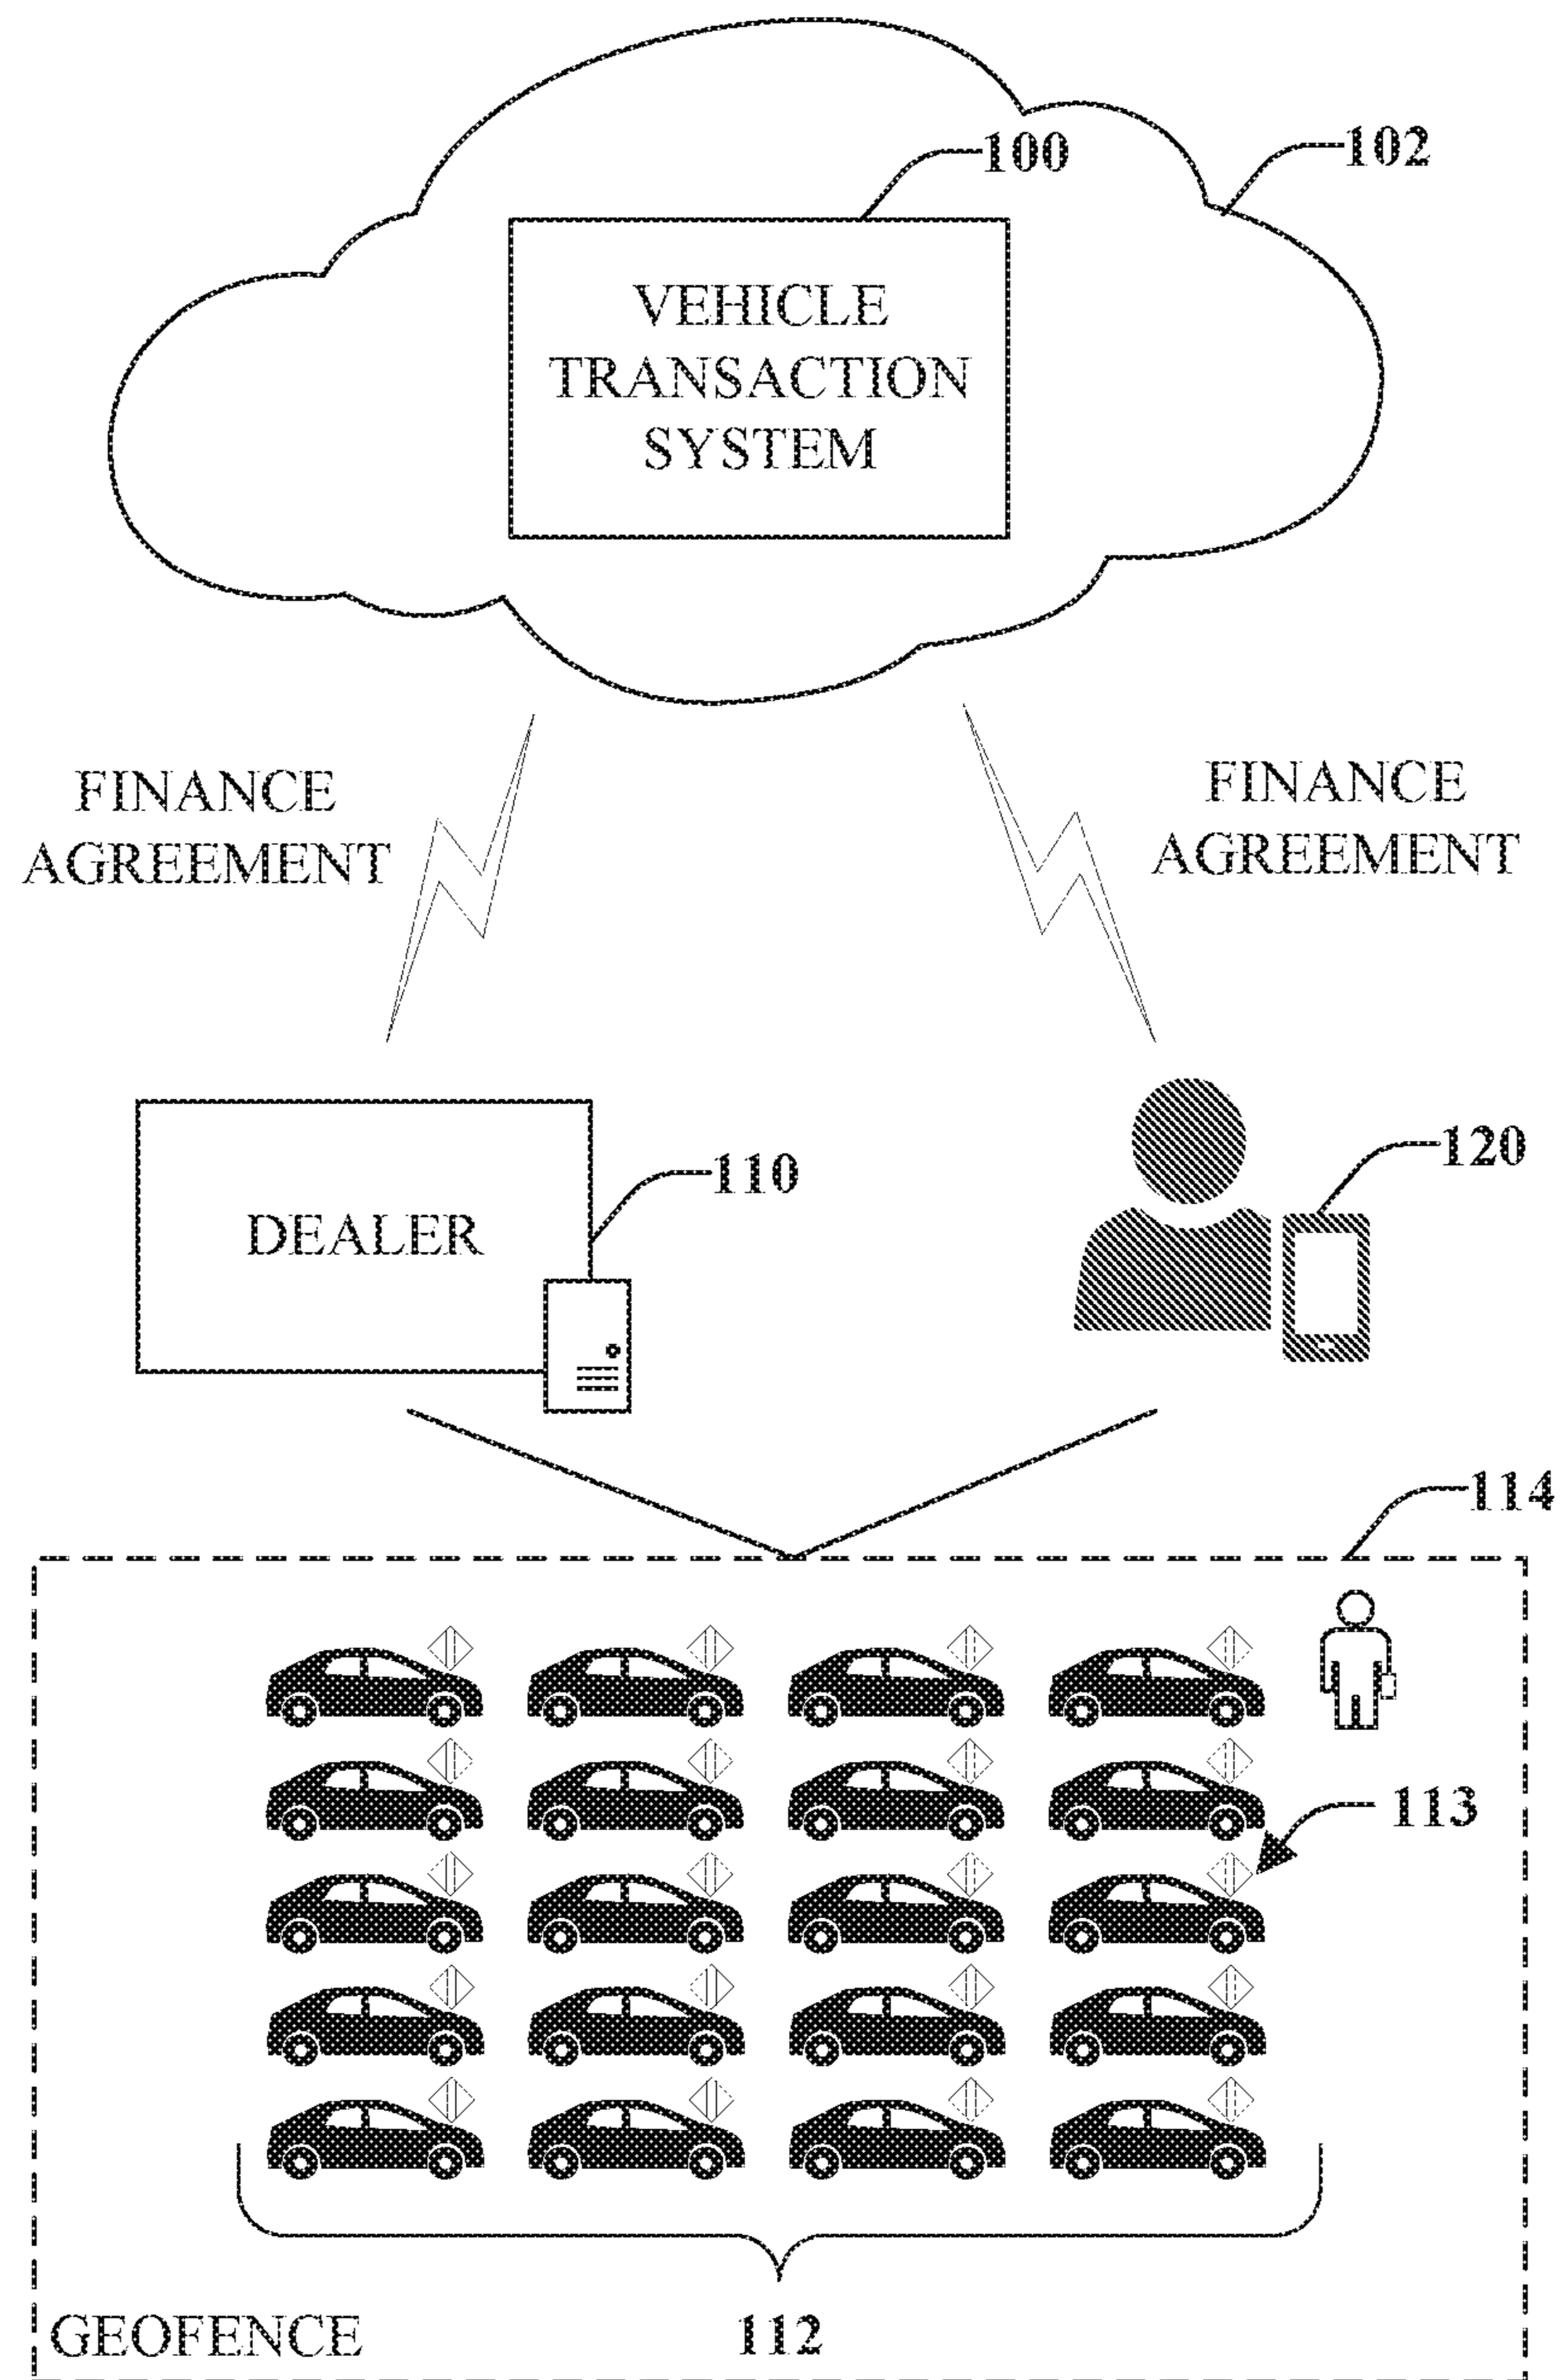 100
102
VEHICLE
TRANSACTION
SYSTEM
FINANCE
AGREEMENT
FINANCE
AGREEMENT
DEALER
110
120
114
113
GEOFENCE
112